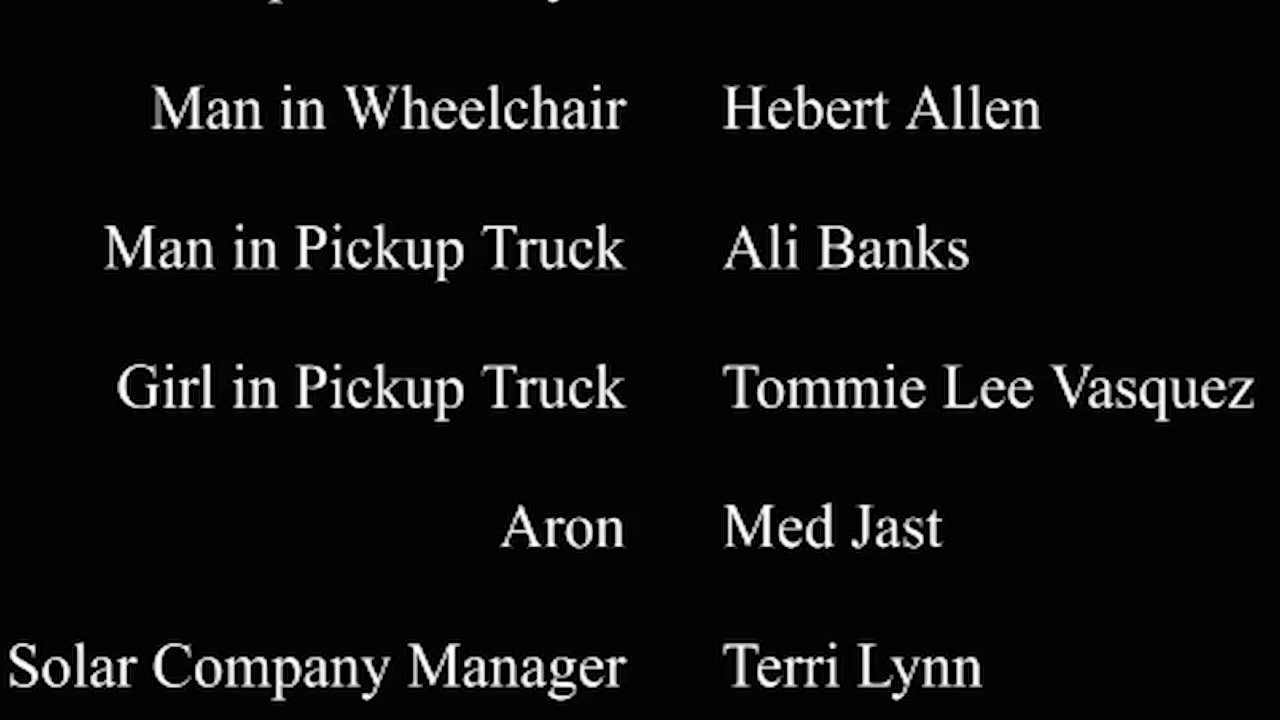 Man in Wheelchair Hebert Allen
Man in Pickup Truck Ali Banks
Girl in Pickup Truck Tommie Lee Vasquez
Aron Med Jast
Solar Company Manager Terri Lynn